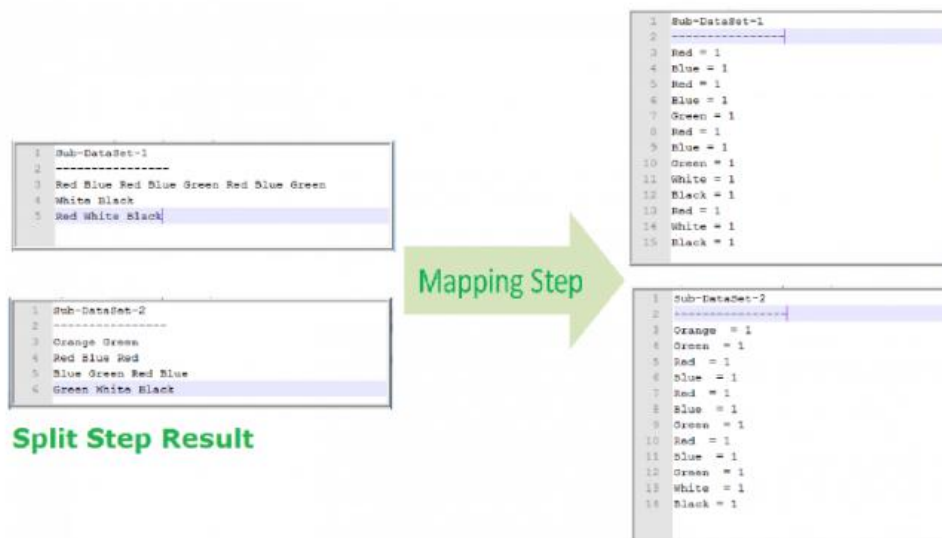 1 Sub-DataSet-1
2 ----------------
3 Red Blue Red Blue Green Red Blue Green
4 White Black
5 Red White Black
1 Sub-DataSet-2
2 ----------------
3 Orange Green
4 Red Blue Red
5 Blue Green Red Blue
6 Green White Black
Split Step Result
Mapping Step
1 Sub-DataSet-1
2 ----------------
3 Red = 1
4 Blue = 1
5 Red = 1
6 Blue = 1
7 Green = 1
8 Red = 1
9 Blue = 1
10 Green = 1
11 White = 1
12 Black = 1
13 Red = 1
14 White = 1
15 Black = 1
1 Sub-DataSet-2
2 ----------------
3 Orange = 1
4 Green = 1
5 Red = 1
6 Blue = 1
7 Red = 1
8 Blue = 1
9 Green = 1
10 Red = 1
11 Blue = 1
12 Green = 1
13 White = 1
14 Black = 1